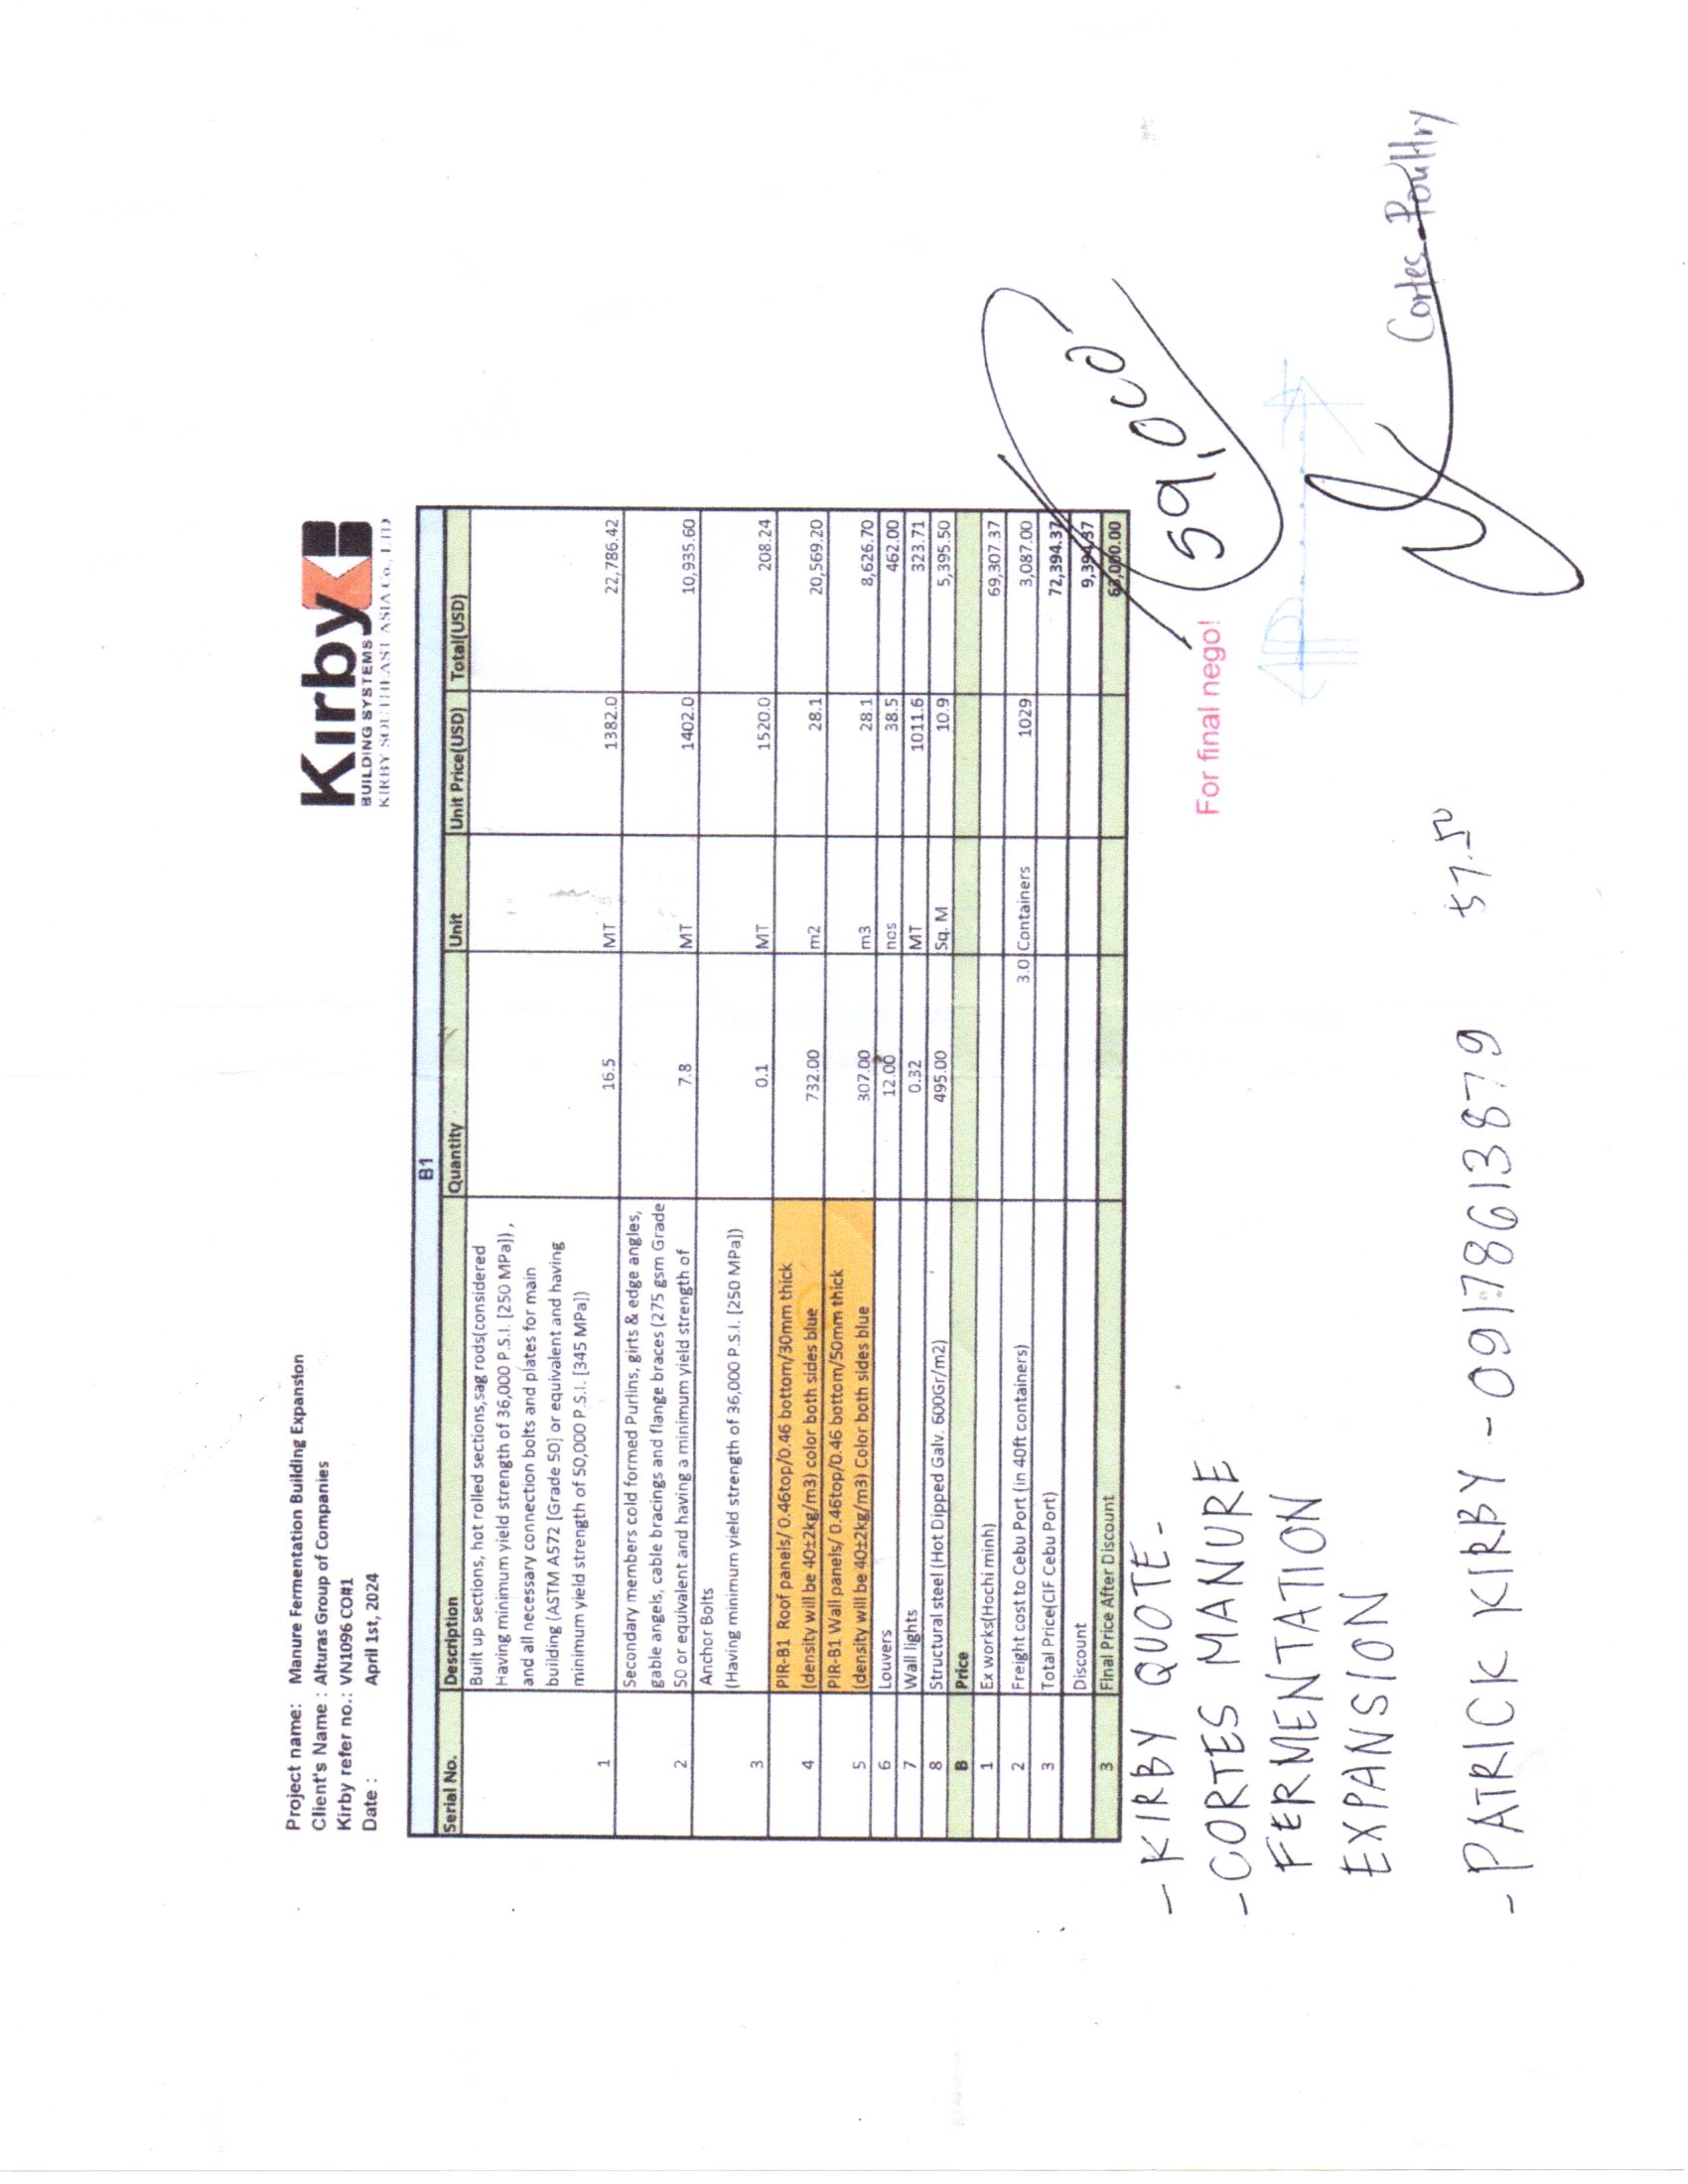 Project name: Manure Fermentation Building Expansion
Client's Name : Alturas Group of Companies
Kirby refer no.: VN1096 CO#1
Date : April 1st, 2024
Kirby
BUILDING SYSTEMS
KIRBY SOUTHEAST ASIA Co., LTD
B1
Serial No. Description Quantity Unit Unit Price(USD) Total(USD)
Built up sections, hot rolled sections,sag rods(considered
Having minimum yield strength of 36,000 P.S.I. [250 MPa]) ,
and all necessary connection bolts and plates for main
building (ASTM A572 [Grade 50] or equivalent and having
minimum yield strength of 50,000 P.S.I. [345 MPa])
1 16.5 MT 1382.0 22,786.42
Secondary members cold formed Purlins, girts & edge angles,
gable angels, cable bracings and flange braces (275 gsm Grade
2 50 or equivalent and having a minimum yield strength of 7.8 MT 1402.0 10,935.60
Anchor Bolts
(Having minimum yield strength of 36,000 P.S.I. [250 MPa])
3 0.1 MT 1520.0 208.24
PIR-B1 Roof panels/ 0.46top/0.46 bottom/30mm thick
4 (density will be 40±2kg/m3) color both sides blue 732.00 m2 28.1 20,569.20
PIR-B1 Wall panels/ 0.46top/0.46 bottom/50mm thick
5 (density will be 40±2kg/m3) Color both sides blue 307.00 m3 28.1 8,626.70
6 Louvers 12.00 nos 38.5 462.00
7 Wall lights 0.32 MT 1011.6 323.71
8 Structural steel (Hot Dipped Galv. 600Gr/m2) 495.00 Sq. M 10.9 5,395.50
B Price
1 Ex works(Hochi minh) 69,307.37
2 Freight cost to Cebu Port (in 40ft containers) 3.0 Containers 1029 3,087.00
3 Total Price(CIF Cebu Port) 72,394.37
Discount 9,394.37
3 Final Price After Discount 63,000.00
- KIRBY QUOTE -
- CORTES MANURE
FERMENTATION
EXPANSION
For final nego!
59,000
Cortes Poultry
- PATRICK KIRBY - 09178613879
57.50